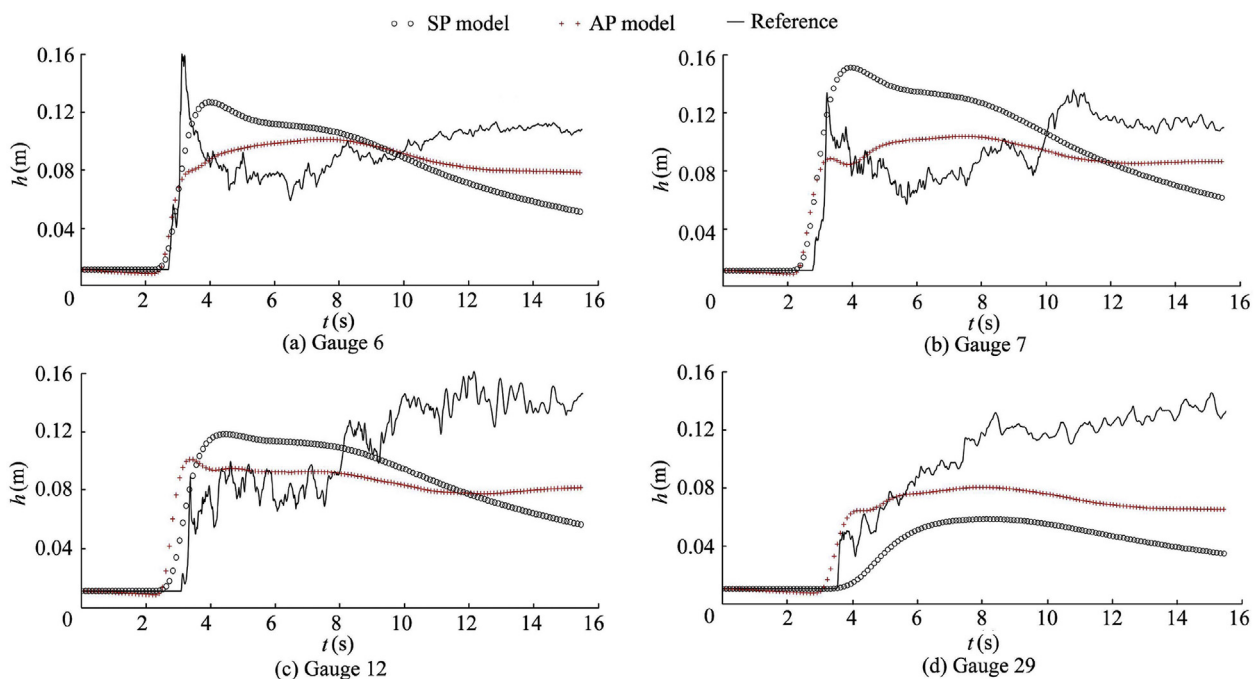 SP model AP model Reference
0.16 0.16
0.12 0.12
h (m) h (m)
0.08 0.08
0.04 0.04
0 2 4 6 8 10 12 14 16 0 2 4 6 8 10 12 14 16
t (s) t (s)
(a) Gauge 6 (b) Gauge 7
0.16 0.16
0.12 0.12
h (m) h (m)
0.08 0.08
0.04 0.04
0 2 4 6 8 10 12 14 16 0 2 4 6 8 10 12 14 16
t (s) t (s)
(c) Gauge 12 (d) Gauge 29